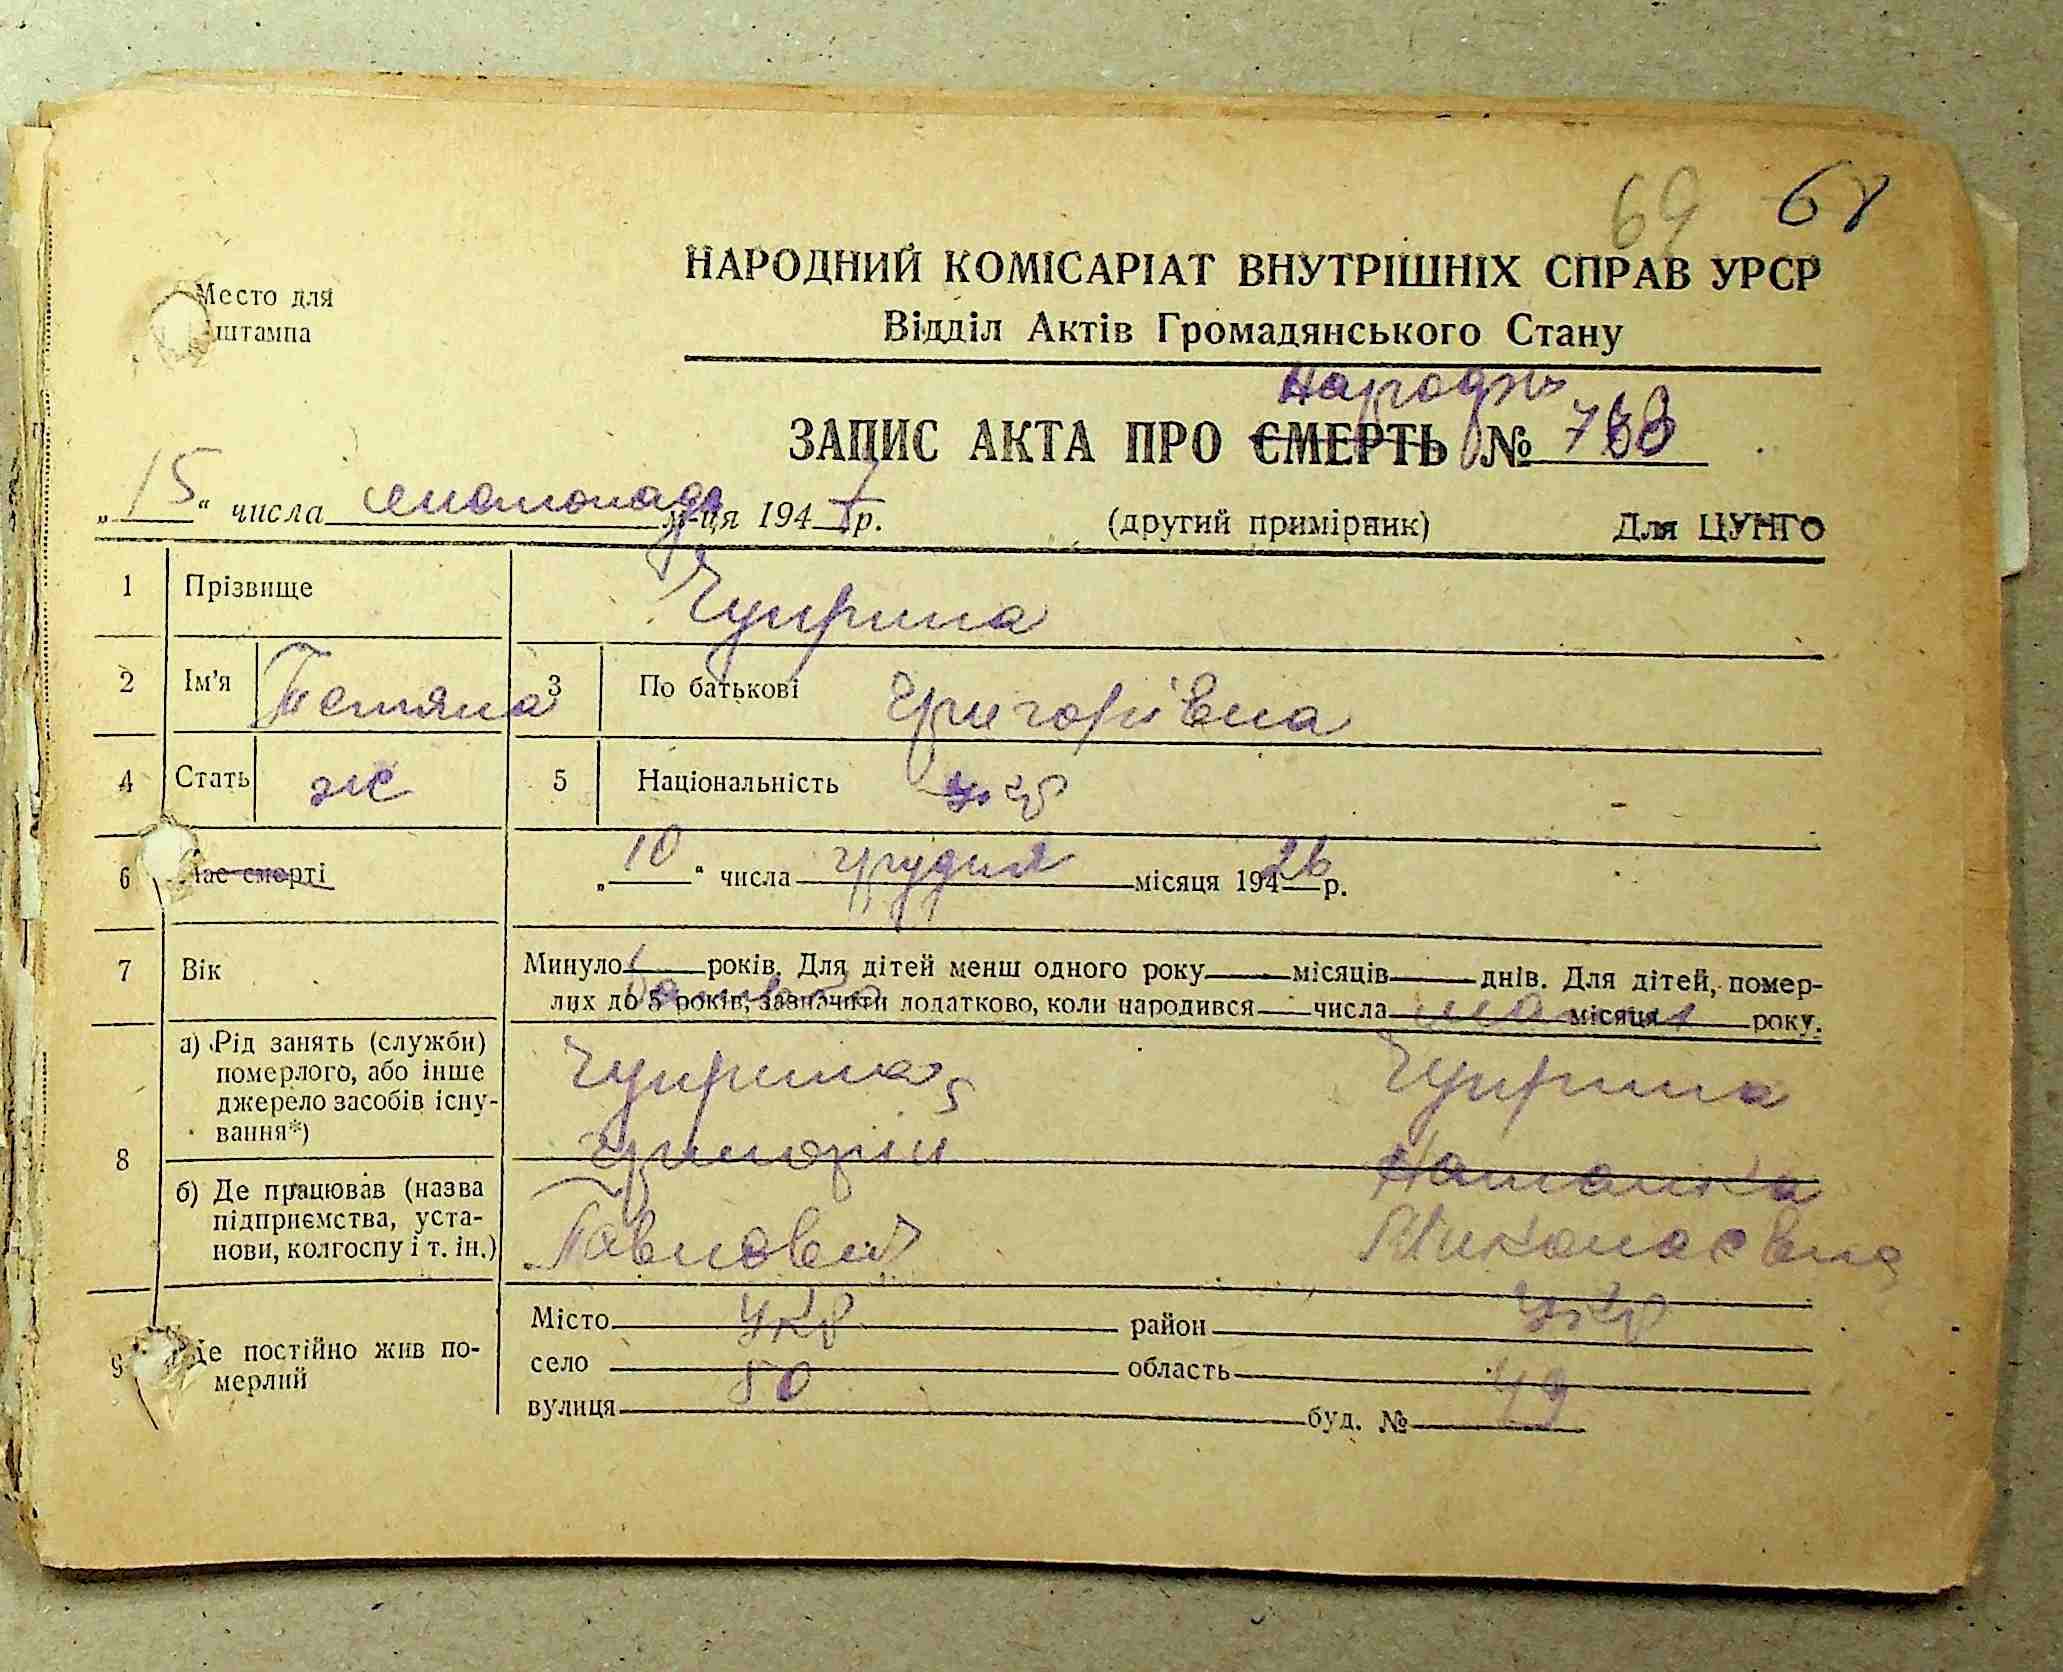 69 68
Место для
штампа
НАРОДНИЙ КОМІСАРІАТ ВНУТРІШНІХ СПРАВ УРСР
Відділ Актів Громадянського Стану
Народж
ЗАПИС АКТА ПРО СМЕРТЬ №
„15“ числа листопада м-ця 194 р. (другий примірник) Для ЦУНГО
1 Прізвище Чуприна
2 Ім'я Тетяна 3 По батькові Григорівна
4 Стать ж 5 Національність укр
6 Час смерті „10“ числа грудня місяця 194 26 р.
7 Вік Минуло років. Для дітей менш одного року місяців днів. Для дітей, помер-
лих до 5 років, зазначити додатково, коли народився числа місяця року.
батько мати
8 а) Рід занять (служби) померлого, або інше джерело засобів існу-вання*) Чуприна Чуприна
Григорій Наталка
б) Де працював (назва підприємства, уста-нови, колгоспу і т. ін.) Павлович Миколаєвна
9 Де постійно жив по-мерлий
Місто укр район укр
село 50 область 49
вулиця буд. №